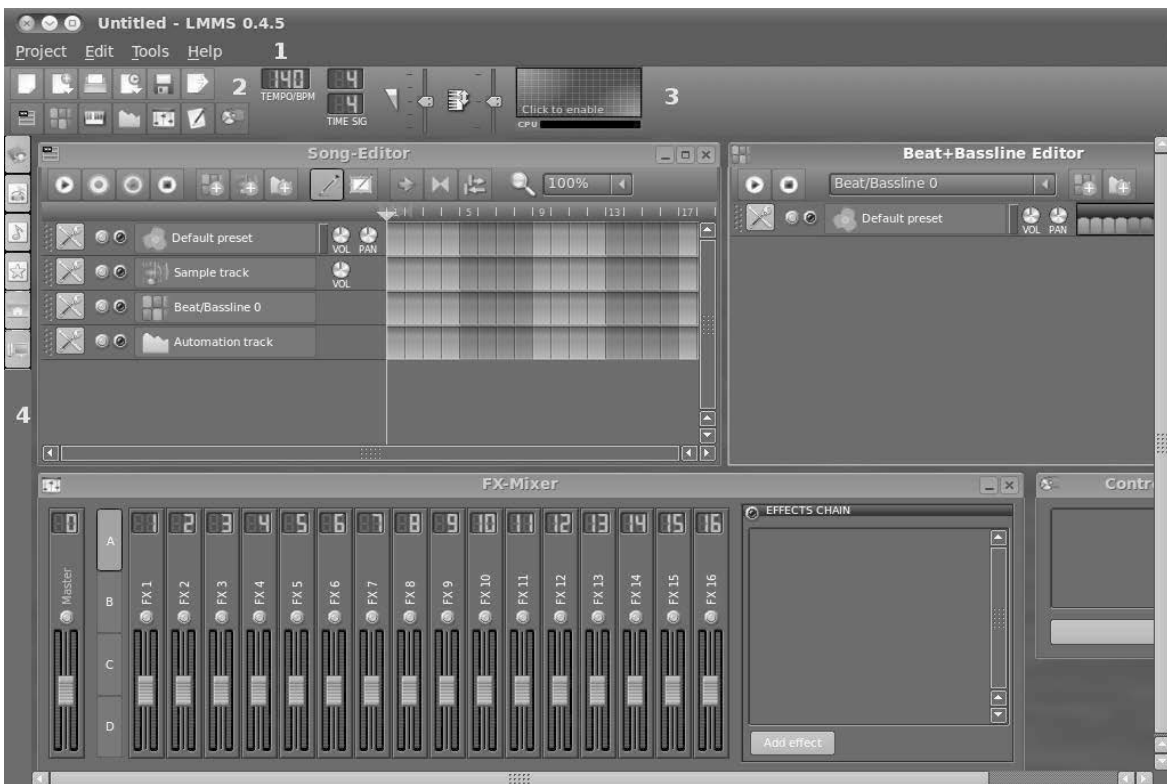 Untitled - LMMS 0.4.5
Project Edit Tools Help 1
2 140 TEMPO/BPM 4 4 TIME SIG Click to enable CPU 3
Song-Editor
100%
1 5 9 13 17
Default preset VOL PAN
Sample track VOL
Beat/Bassline 0
Automation track
Beat+Bassline Editor
Beat/Bassline 0
Default preset VOL PAN
4
FX-Mixer
0 1 2 3 4 5 6 7 8 9 10 11 12 13 14 15 16
Master
A
B
C
D
FX 1
FX 2
FX 3
FX 4
FX 5
FX 6
FX 7
FX 8
FX 9
FX 10
FX 11
FX 12
FX 13
FX 14
FX 15
FX 16
EFFECTS CHAIN
Add effect
Contr